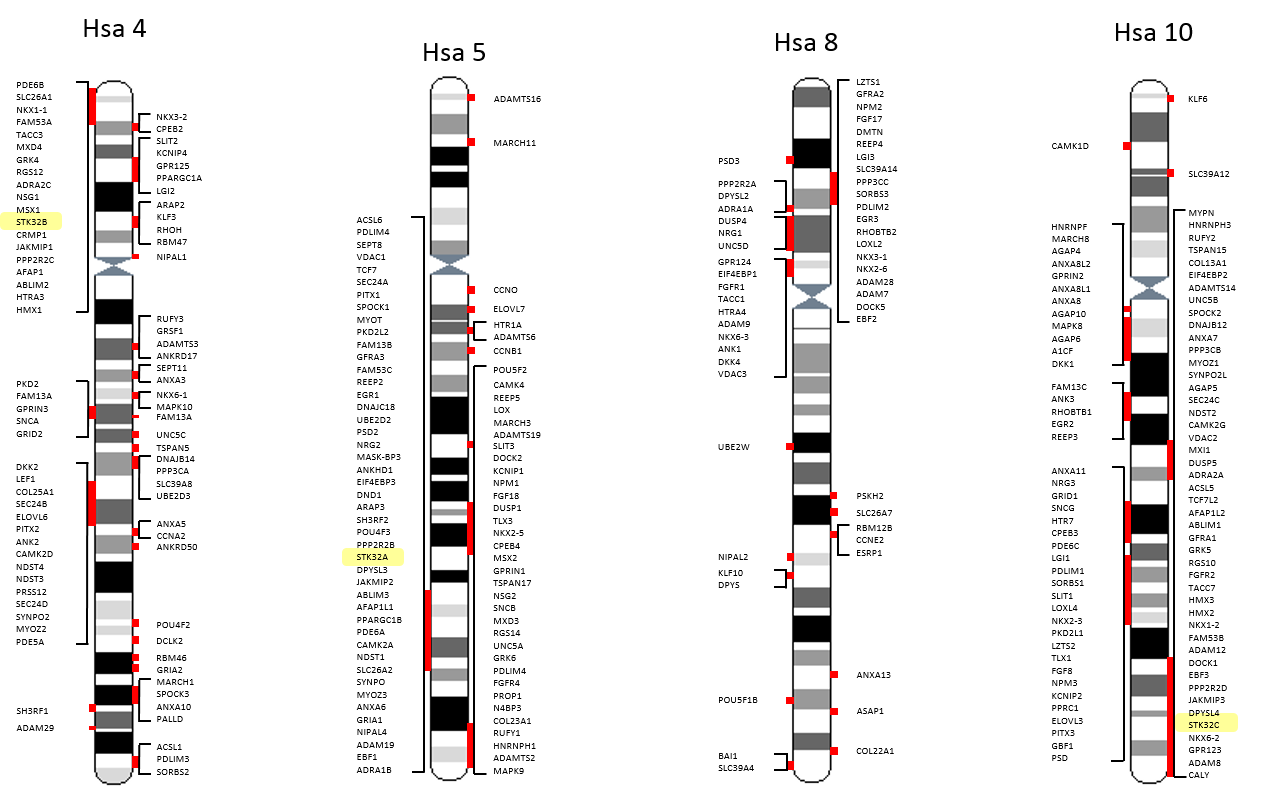 Hsa 4
PDE6B
SLC26A1
NKX1-1
FAM53A
TACC3
MXD4
GRK4
RGS12
ADRA2C
NSG1
MSX1
STK32B
CRMP1
JAKMIP1
PPP2R2C
AFAP1
ABLIM2
HTRA3
HMX1
PKD2
FAM13A
GPRIN3
SNCA
GRID2
DKK2
LEF1
COL25A1
SEC24B
ELOVL6
PITX2
ANK2
CAMK2D
NDST4
NDST3
PRSS12
SEC24D
SYNPO2
MYOZ2
PDE5A
SH3RF1
ADAM29
NKX3-2
CPEB2
SLIT2
KCNIP4
GPR125
PPARGC1A
LGI2
ARAP2
KLF3
RHOH
RBM47
NIPAL1
RUFY3
GRSF1
ADAMTS3
ANKRD17
SEPT11
ANXA3
NKX6-1
MAPK10
FAM13A
UNC5C
TSPAN5
DNAJB14
PPP3CA
SLC39A8
UBE2D3
ANXA5
CCNA2
ANKRD50
POU4F2
DCLK2
RBM46
GRIA2
MARCH1
SPOCK3
ANXA10
PALLD
ACSL1
PDLIM3
SORBS2
Hsa 5
ACSL6
PDLIM4
SEPT8
VDAC1
TCF7
SEC24A
PITX1
SPOCK1
MYOT
PKD2L2
FAM13B
GFRA3
FAM53C
REEP2
EGR1
DNAJC18
UBE2D2
PSD2
NRG2
MASK-BP3
ANKHD1
EIF4EBP3
DND1
ARAP3
SH3RF2
POU4F3
PPP2R2B
STK32A
DPYSL3
JAKMIP2
ABLIM3
AFAP1L1
PPARGC1B
PDE6A
CAMK2A
NDST1
SLC26A2
SYNPO
MYOZ3
ANXA6
GRIA1
NIPAL4
ADAM19
EBF1
ADRA1B
ADAMTS16
MARCH11
CCNO
ELOVL7
HTR1A
ADAMTS6
CCNB1
POU5F2
CAMK4
REEP5
LOX
MARCH3
ADAMTS19
SLIT3
DOCK2
KCNIP1
NPM1
FGF18
DUSP1
TLX3
NKX2-5
CPEB4
MSX2
GPRIN1
TSPAN17
NSG2
SNCB
MXD3
RGS14
UNC5A
GRK6
PDLIM4
FGFR4
PROP1
N4BP3
COL23A1
RUFY1
HNRNPH1
ADAMTS2
MAPK9
Hsa 8
PSD3
PPP2R2A
DPYSL2
ADRA1A
DUSP4
NRG1
UNC5D
GPR124
EIF4EBP1
FGFR1
TACC1
HTRA4
ADAM9
NKX6-3
ANK1
DKK4
VDAC3
UBE2W
NIPAL2
KLF10
DPYS
POU5F1B
BAI1
SLC39A4
LZTS1
GFRA2
NPM2
FGF17
DMTN
REEP4
LGI3
SLC39A14
PPP3CC
SORBS3
PDLIM2
EGR3
RHOBTB2
LOXL2
NKX3-1
NKX2-6
ADAM28
ADAM7
DOCK5
EBF2
PSKH2
SLC26A7
RBM12B
CCNE2
ESRP1
ANXA13
ASAP1
COL22A1
Hsa 10
CAMK1D
HNRNPF
MARCH8
AGAP4
ANXA8L2
GPRIN2
ANXA8L1
ANXA8
AGAP10
MAPK8
AGAP6
A1CF
DKK1
FAM13C
ANK3
RHOBTB1
EGR2
REEP3
ANXA11
NRG3
GRID1
SNCG
HTR7
CPEB3
PDE6C
LGI1
PDLIM1
SORBS1
SLIT1
LOXL4
NKX2-3
PKD2L1
LZTS2
TLX1
FGF8
NPM3
KCNIP2
PPRC1
ELOVL3
PITX3
GBF1
PSD
KLF6
SLC39A12
MYPN
HNRNPH3
RUFY2
TSPAN15
COL13A1
EIF4EBP2
ADAMTS14
UNC5B
SPOCK2
DNAJB12
ANXA7
PPP3CB
MYOZ1
SYNPO2L
AGAP5
SEC24C
NDST2
CAMK2G
VDAC2
MXI1
DUSP5
ADRA2A
ACSL5
TCF7L2
AFAP1L2
ABLIM1
GFRA1
GRK5
RGS10
FGFR2
TACC7
HMX3
HMX2
NKX1-2
FAM53B
ADAM12
DOCK1
EBF3
PPP2R2D
JAKMIP3
DPYSL4
STK32C
NKX6-2
GPR123
ADAM8
CALY